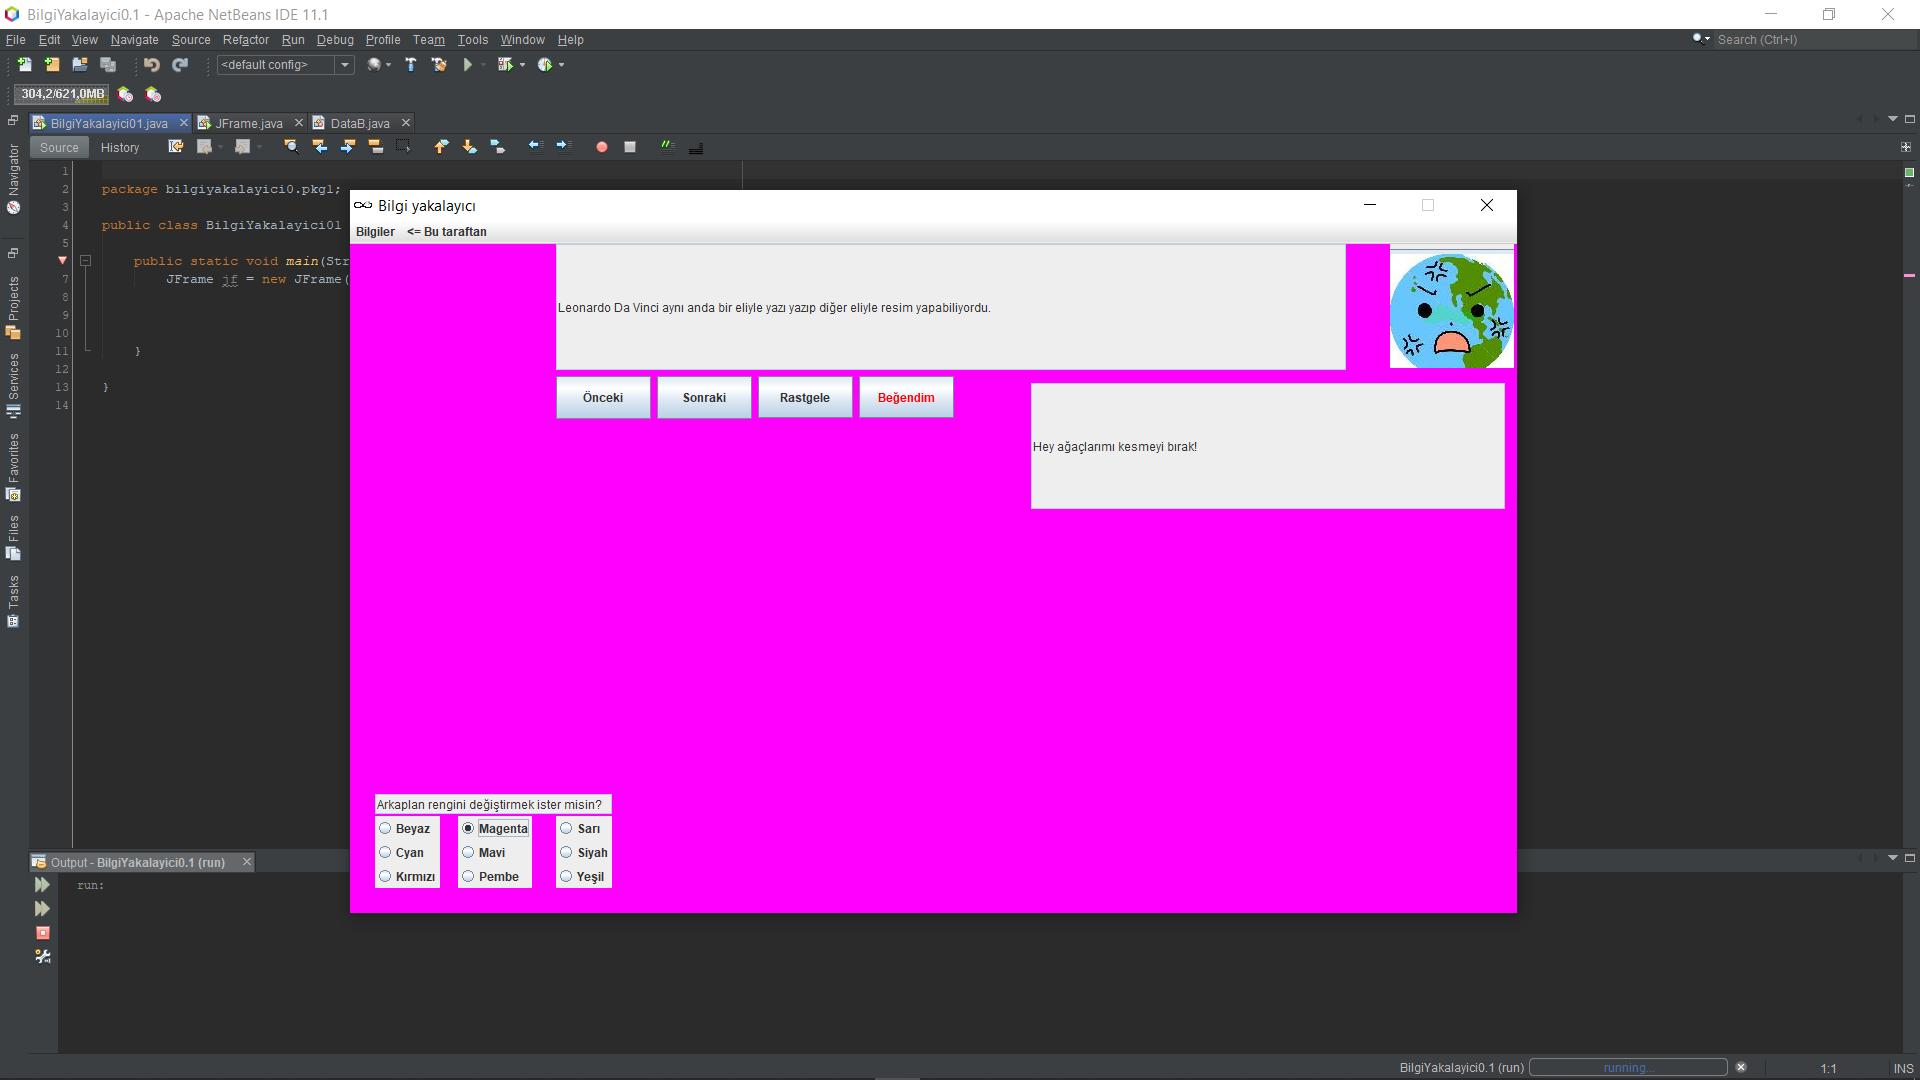 BilgiYakalayici0.1 - Apache NetBeans IDE 11.1
File Edit View Navigate Source Refactor Run Debug Profile Team Tools Window Help
Search (Ctrl+I)
<default config>
304,2/621,0MB
BilgiYakalayici01.java JFrame.java DataB.java
Source History
Navigator
Projects
Services
Favorites
Files
Tasks
1
2 package bilgiyakalayici0.pkg1;
3
4 public class BilgiYakalayici01
5
public static void main(Str
7 JFrame jf = new JFrame(
8
9
10
11 }
12
13 }
14
Bilgi yakalayıcı
Bilgiler <= Bu taraftan
Leonardo Da Vinci aynı anda bir eliyle yazı yazıp diğer eliyle resim yapabiliyordu.
Önceki Sonraki Rastgele Beğendim
Hey ağaçlarımı kesmeyi bırak!
Arkaplan rengini değiştirmek ister misin?
Beyaz Magenta Sarı
Cyan Mavi Siyah
Kırmızı Pembe Yeşil
Output - BilgiYakalayici0.1 (run)
run:
BilgiYakalayici0.1 (run) running... 1:1 INS